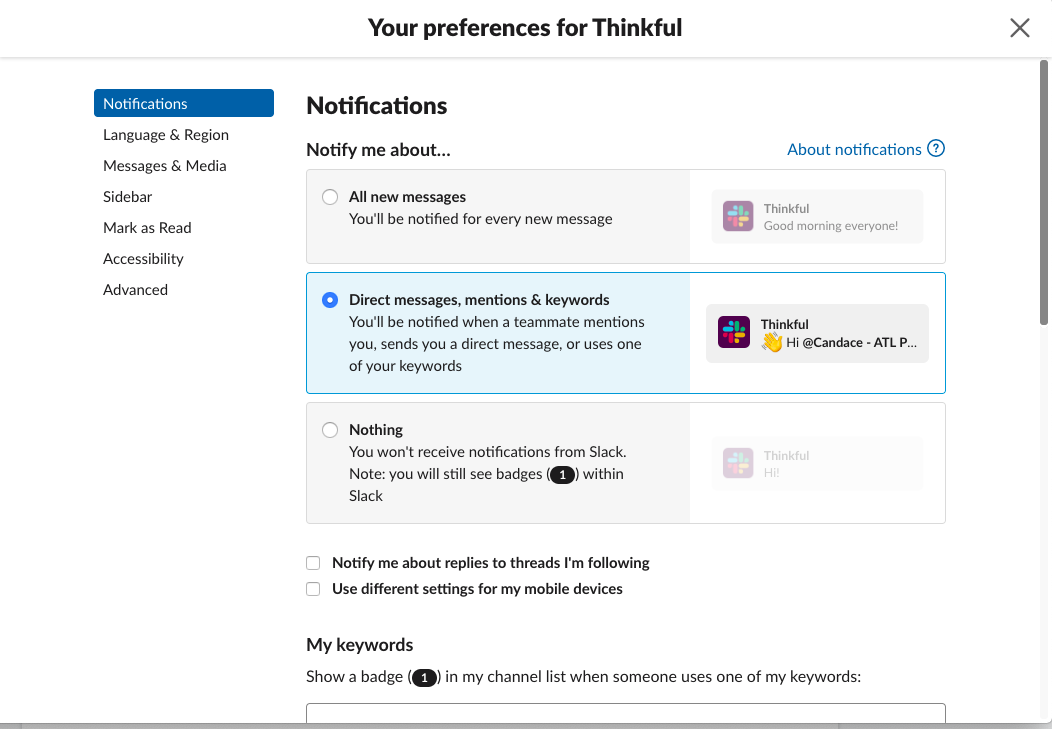 Your preferences for Thinkful
Notifications
Language & Region
Messages & Media
Sidebar
Mark as Read
Accessibility
Advanced
Notifications
Notify me about...
About notifications ?
All new messages
You'll be notified for every new message
Thinkful
Good morning everyone!
Direct messages, mentions & keywords
You'll be notified when a teammate mentions
you, sends you a direct message, or uses one
of your keywords
Thinkful
👋 Hi @Candace - ATL P...
Nothing
You won't receive notifications from Slack.
Note: you will still see badges (1) within
Slack
Thinkful
Hi!
Notify me about replies to threads I'm following
Use different settings for my mobile devices
My keywords
Show a badge (1) in my channel list when someone uses one of my keywords: